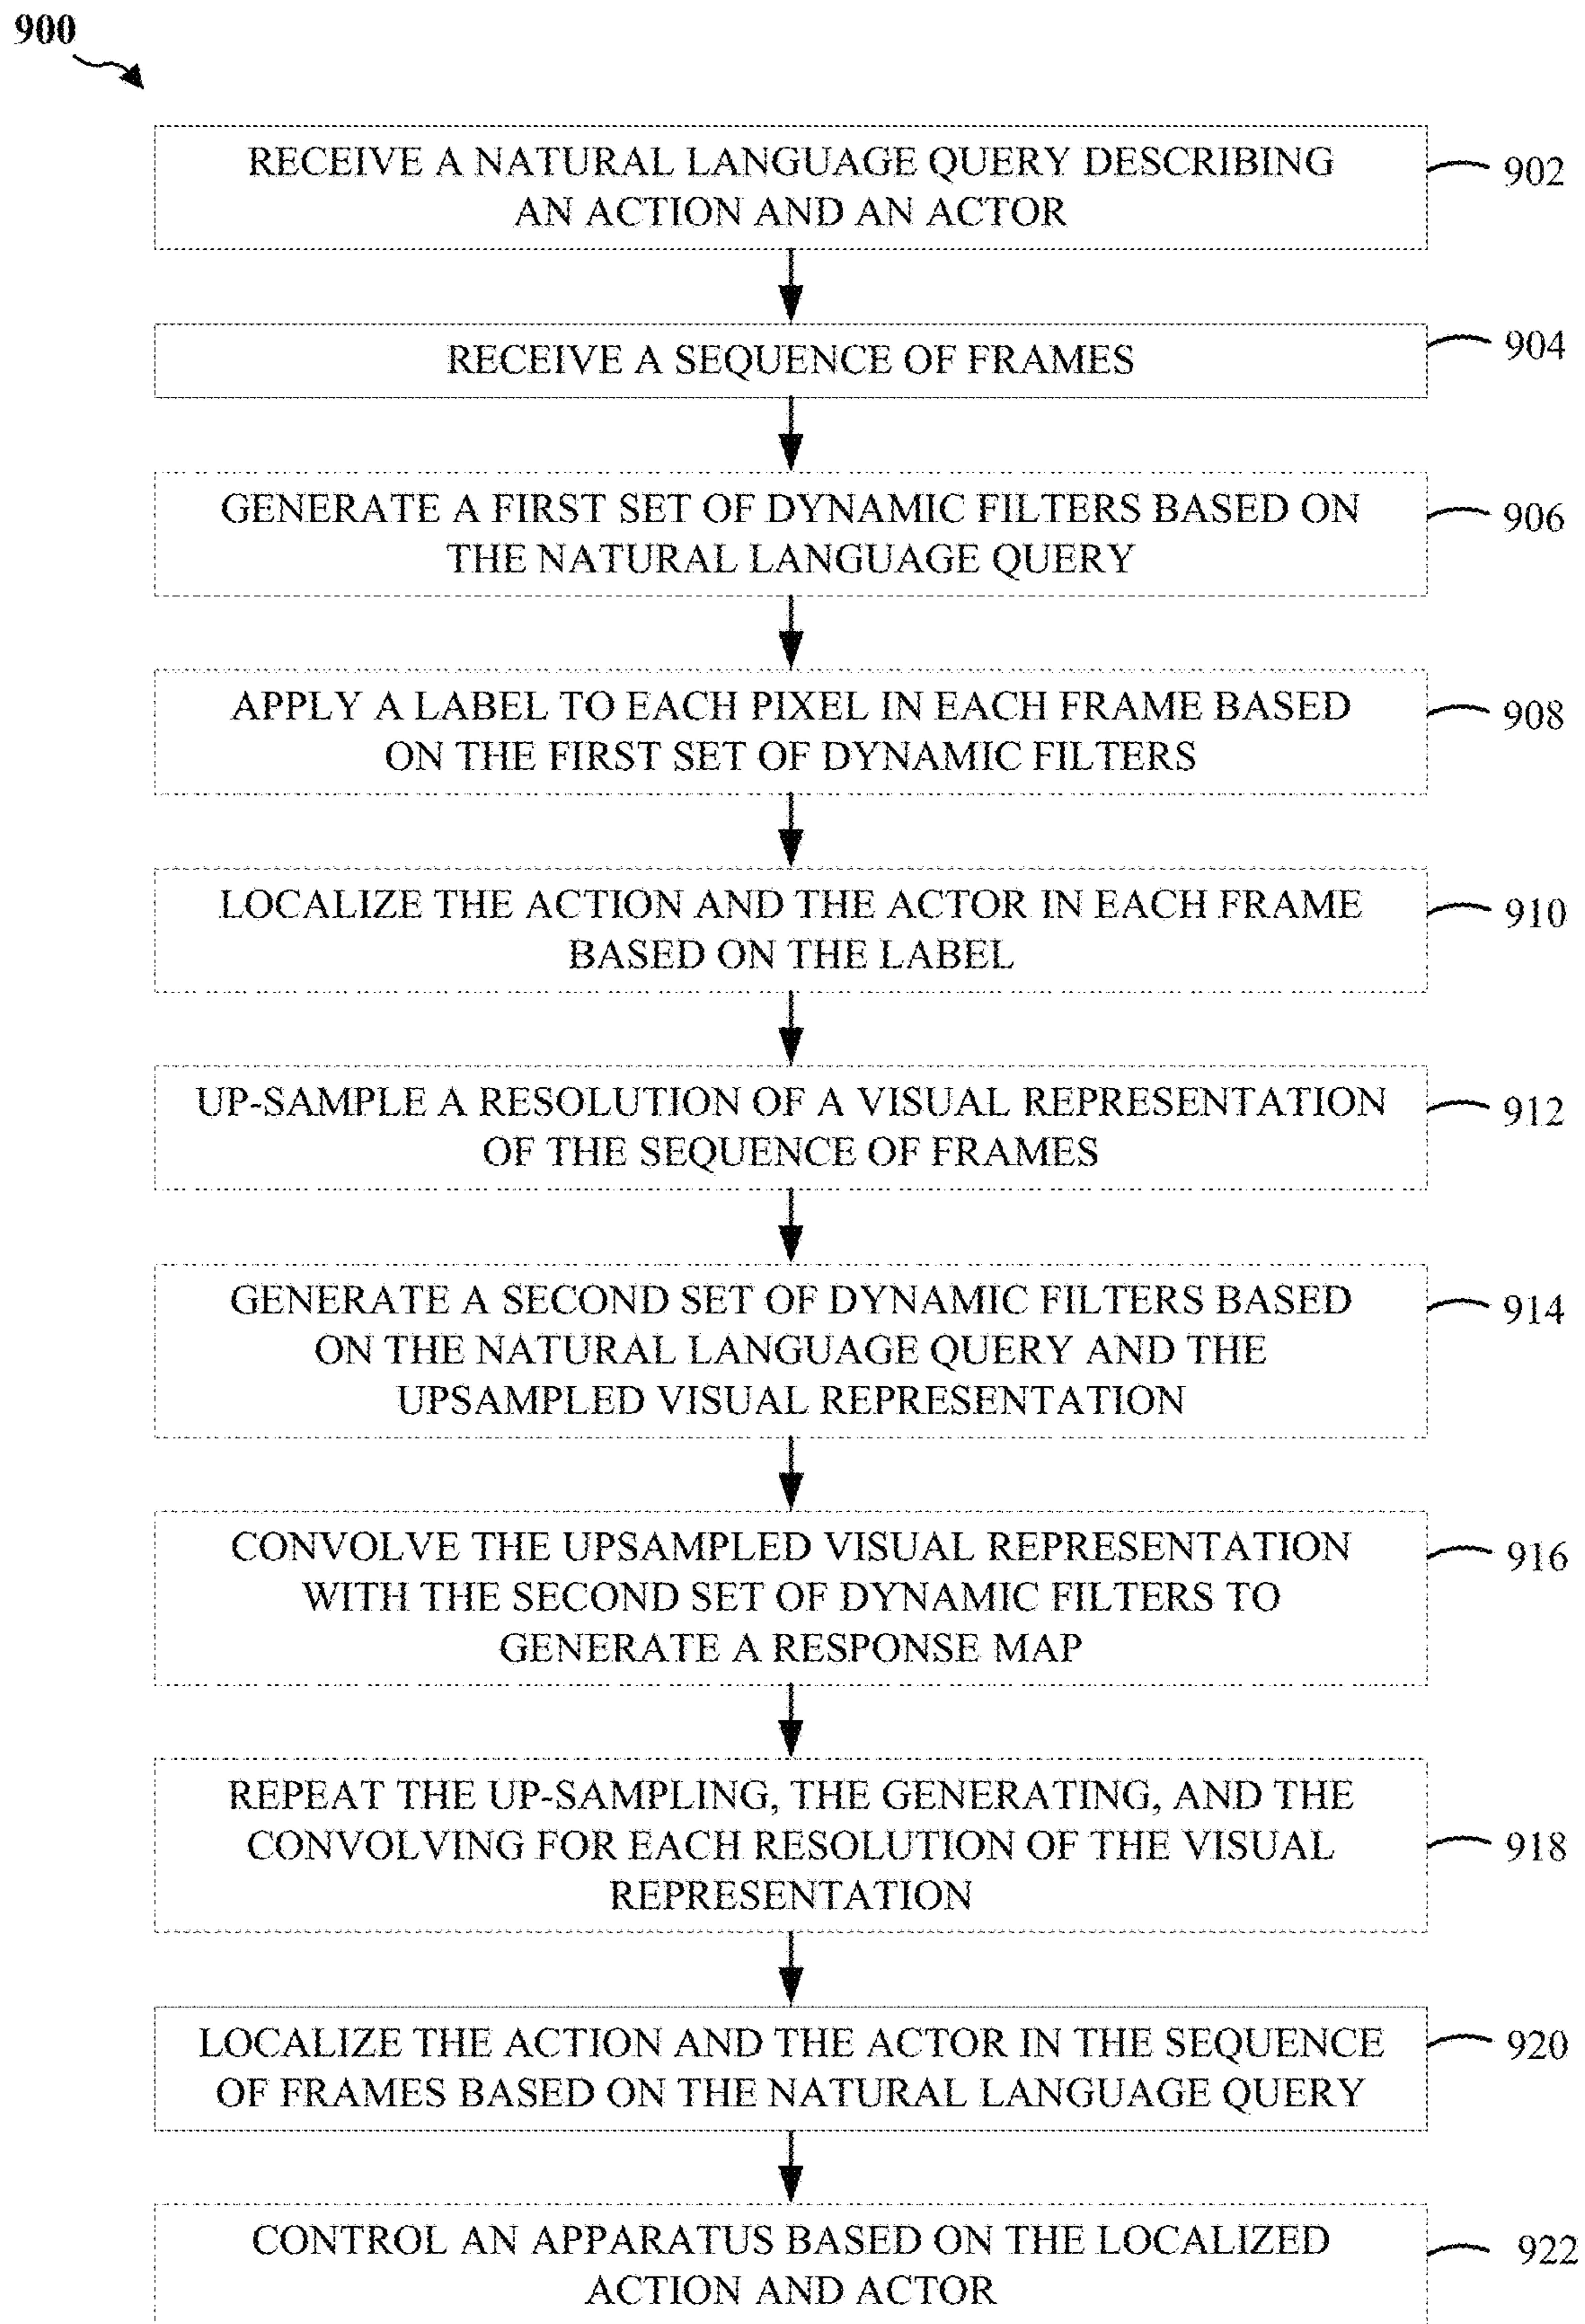 900
RECEIVE A NATURAL LANGUAGE QUERY DESCRIBING
AN ACTION AND AN ACTOR
902
RECEIVE A SEQUENCE OF FRAMES
904
GENERATE A FIRST SET OF DYNAMIC FILTERS BASED ON
THE NATURAL LANGUAGE QUERY
906
APPLY A LABEL TO EACH PIXEL IN EACH FRAME BASED
ON THE FIRST SET OF DYNAMIC FILTERS
908
LOCALIZE THE ACTION AND THE ACTOR IN EACH FRAME
BASED ON THE LABEL
910
UP-SAMPLE A RESOLUTION OF A VISUAL REPRESENTATION
OF THE SEQUENCE OF FRAMES
912
GENERATE A SECOND SET OF DYNAMIC FILTERS BASED
ON THE NATURAL LANGUAGE QUERY AND THE
UPSAMPLED VISUAL REPRESENTATION
914
CONVOLVE THE UPSAMPLED VISUAL REPRESENTATION
WITH THE SECOND SET OF DYNAMIC FILTERS TO
GENERATE A RESPONSE MAP
916
REPEAT THE UP-SAMPLING, THE GENERATING, AND THE
CONVOLVING FOR EACH RESOLUTION OF THE VISUAL
REPRESENTATION
918
LOCALIZE THE ACTION AND THE ACTOR IN THE SEQUENCE
OF FRAMES BASED ON THE NATURAL LANGUAGE QUERY
920
CONTROL AN APPARATUS BASED ON THE LOCALIZED
ACTION AND ACTOR
922